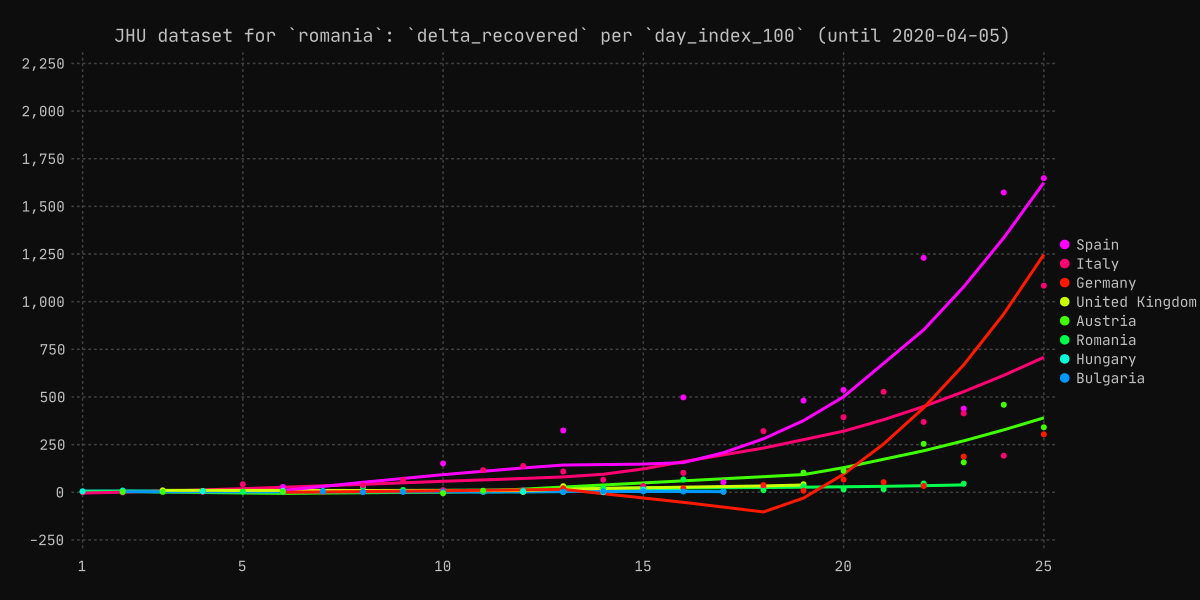 JHU dataset for `romania`: `delta_recovered` per `day_index_100` (until 2020-04-05)
2,250
2,000
1,750
1,500
1,250
1,000
750
500
250
0
−250
1 5 10 15 20 25
Spain
Italy
Germany
United Kingdom
Austria
Romania
Hungary
Bulgaria